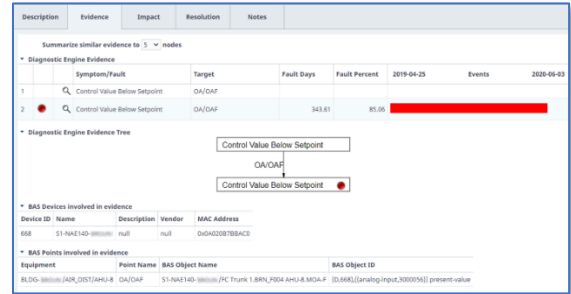 Description Evidence Impact Resolution Notes
Summarize similar evidence to 5 nodes
Diagnostic Engine Evidence
Symptom/Fault Target Fault Days Fault Percent 2019-04-25 Events 2020-06-03
1 Control Value Below Setpoint OA/OAF
2 Control Value Below Setpoint OA/OAF 343.61 85.06
Diagnostic Engine Evidence Tree
Control Value Below Setpoint
OA/OAF
Control Value Below Setpoint
BAS Devices involved in evidence
Device ID Name Description Vendor MAC Address
668 S1-NAE140- null null 0x0A020B7BBAC0
BAS Points involved in evidence
Equipment Point Name BAS Object Name BAS Object ID
BLDG- /AIR_DIST/AHU-8 OA/OAF S1-NAE140- /FC Trunk 1.BRN_F004 AHU-8.MOA-F (D,668),((analog-input,3000056)) present-value